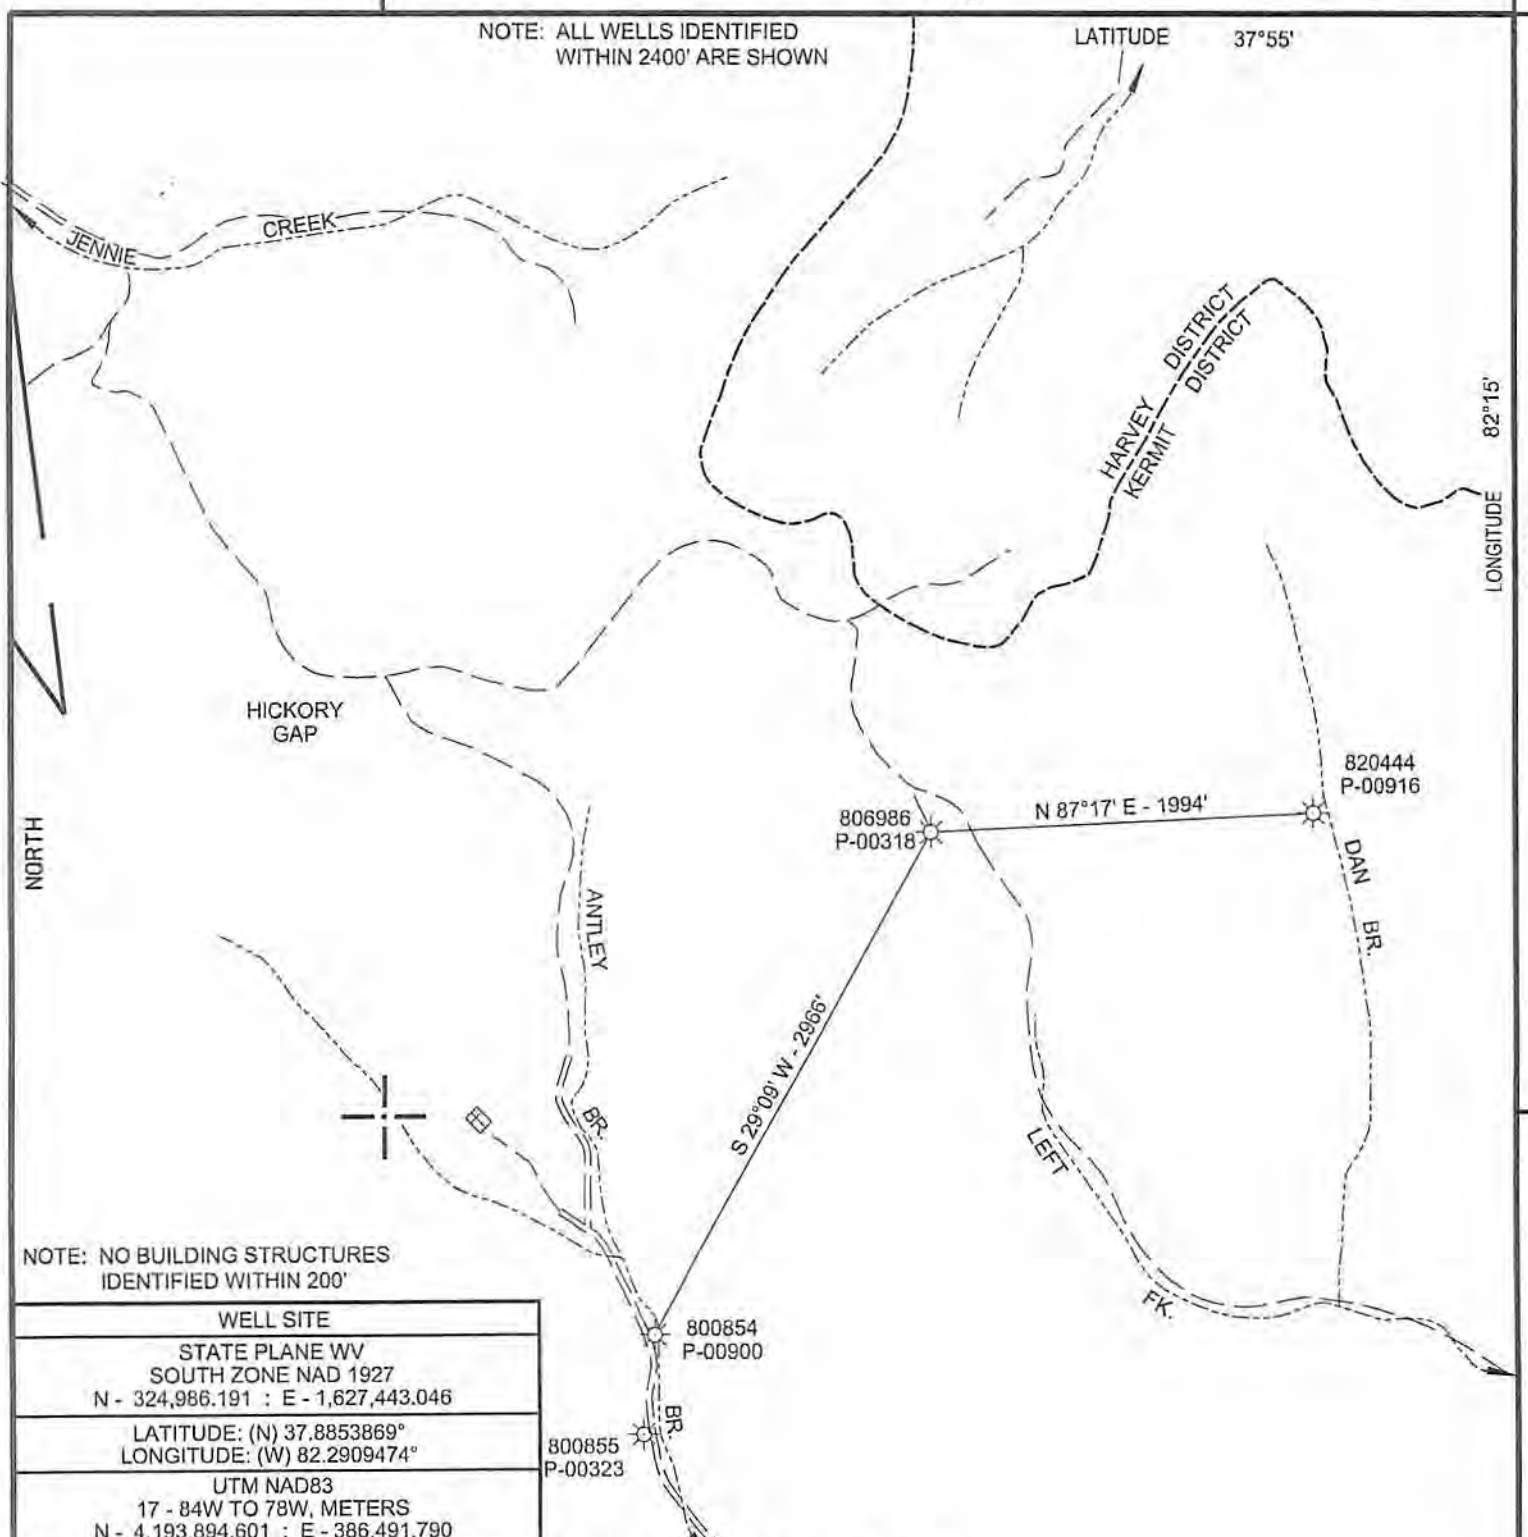 NOTE: ALL WELLS IDENTIFIED
WITHIN 2400' ARE SHOWN
LATITUDE 37°55'
JENNIE CREEK
HARVEY DISTRICT
KERMIT DISTRICT
LONGITUDE 82°15'
HICKORY
GAP
NORTH
820444
P-00916
806986
P-00318
N 87°17' E - 1994'
DAN BR.
ANTLEY BR.
S 29°09' W - 2966'
LEFT FK.
NOTE: NO BUILDING STRUCTURES
IDENTIFIED WITHIN 200'
WELL SITE
STATE PLANE WV
SOUTH ZONE NAD 1927
N - 324,986.191 : E - 1,627,443.046
LATITUDE: (N) 37.8853869°
LONGITUDE: (W) 82.2909474°
UTM NAD83
17 - 84W TO 78W, METERS
N - 4,193,894.601 : E - 386,491.790
800854
P-00900
BR
800855
P-00323